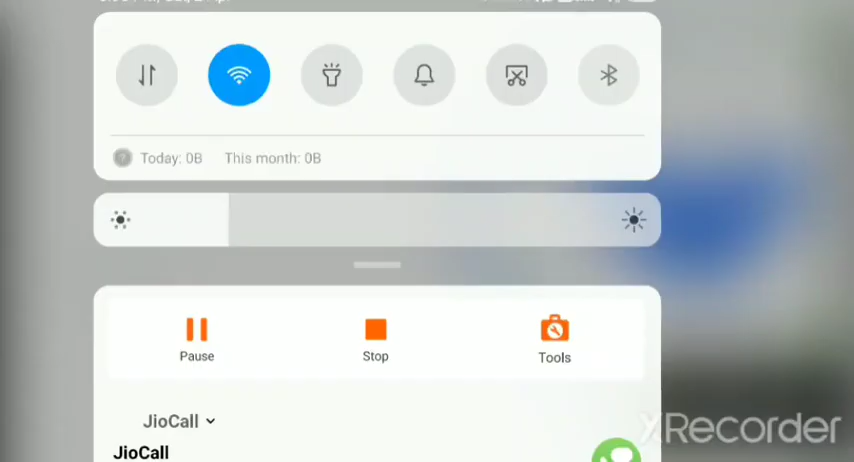 Today: 0B This month: 0B
Pause Stop Tools
JioCall
JioCall
XRecorder